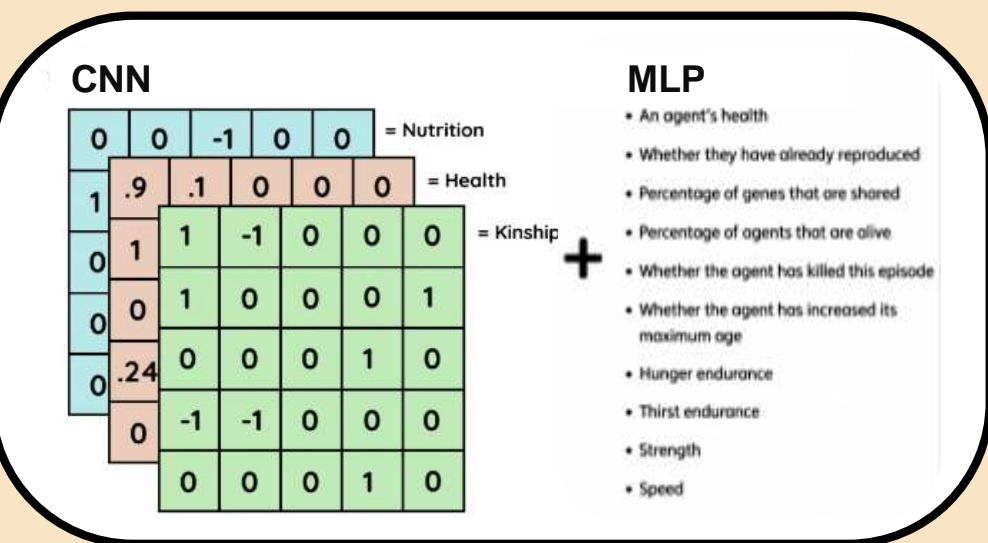 CNN
0 0 -1 0 0 = Nutrition
1 .9 .1 0 0 0 = Health
0 1 1 -1 0 0 0 = Kinship
0 0 1 0 0 0 1
0 .24 0 0 0 1 0
0 -1 -1 0 0 0
0 0 0 1 0
+
MLP
• An agent's health
• Whether they have already reproduced
• Percentage of genes that are shared
• Percentage of agents that are alive
• Whether the agent has killed this episode
• Whether the agent has increased its
maximum age
• Hunger endurance
• Thirst endurance
• Strength
• Speed